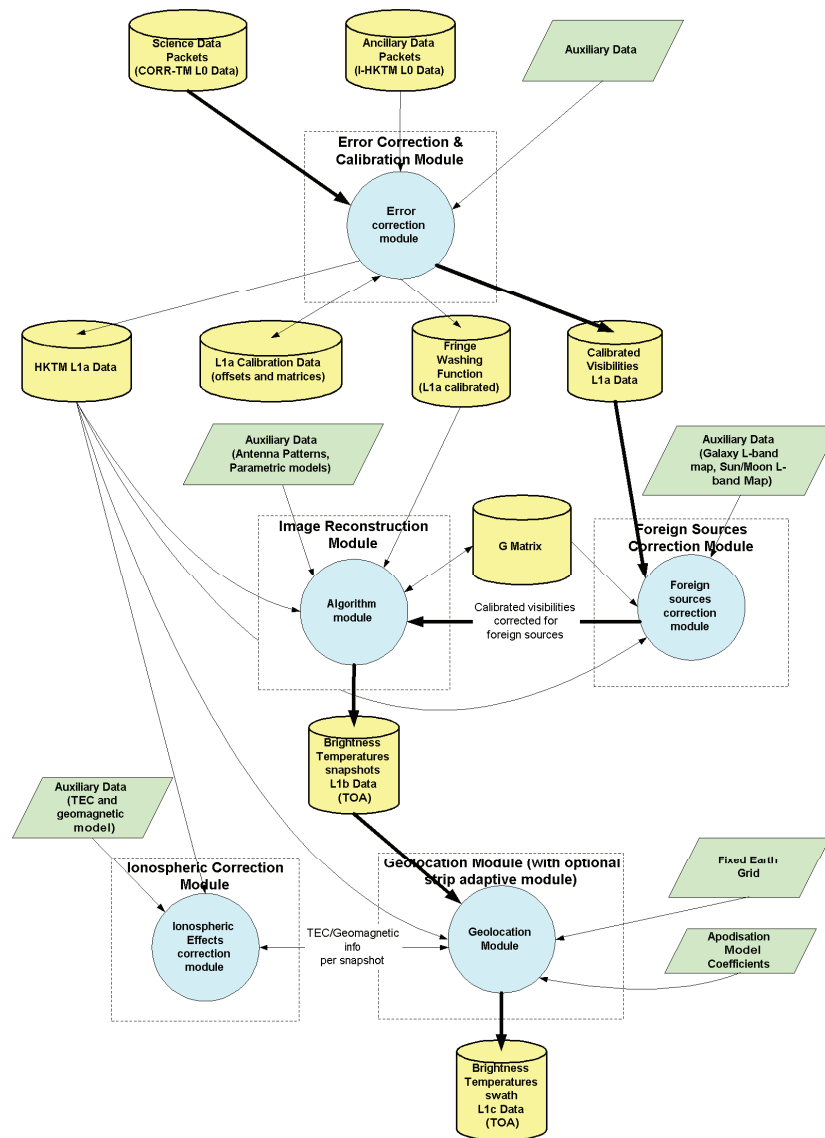 Science Data
Packets
(CORR-TM L0 Data)
Ancillary Data
Packets
(I-HKTM L0 Data)
Auxiliary Data
Error Correction &
Calibration Module
Error
correction
module
HKTM L1a Data
L1a Calibration Data
(offsets and matrices)
Fringe
Washing
Function
(L1a calibrated)
Calibrated
Visibilities
L1a Data
Auxiliary Data
(Antenna Patterns,
Parametric models)
Auxiliary Data
(Galaxy L-band
map, Sun/Moon L-
band Map)
Image Reconstruction
Module
G Matrix
Foreign Sources
Correction Module
Algorithm
module
Calibrated visibilities
corrected for
foreign sources
Foreign
sources
correction
module
Brightness
Temperatures
snapshots
L1b Data
(TOA)
Auxiliary Data
(TEC and
geomagnetic
model)
Ionospheric Correction
Module
Geolocation Module (with optional
strip adaptive module)
Fixed Earth
Grid
Ionospheric
Effects
correction
module
TEC/Geomagnetic
info
per snapshot
Geolocation
Module
Apodisation
Model
Coefficients
Brightness
Temperatures
swath
L1c Data
(TOA)